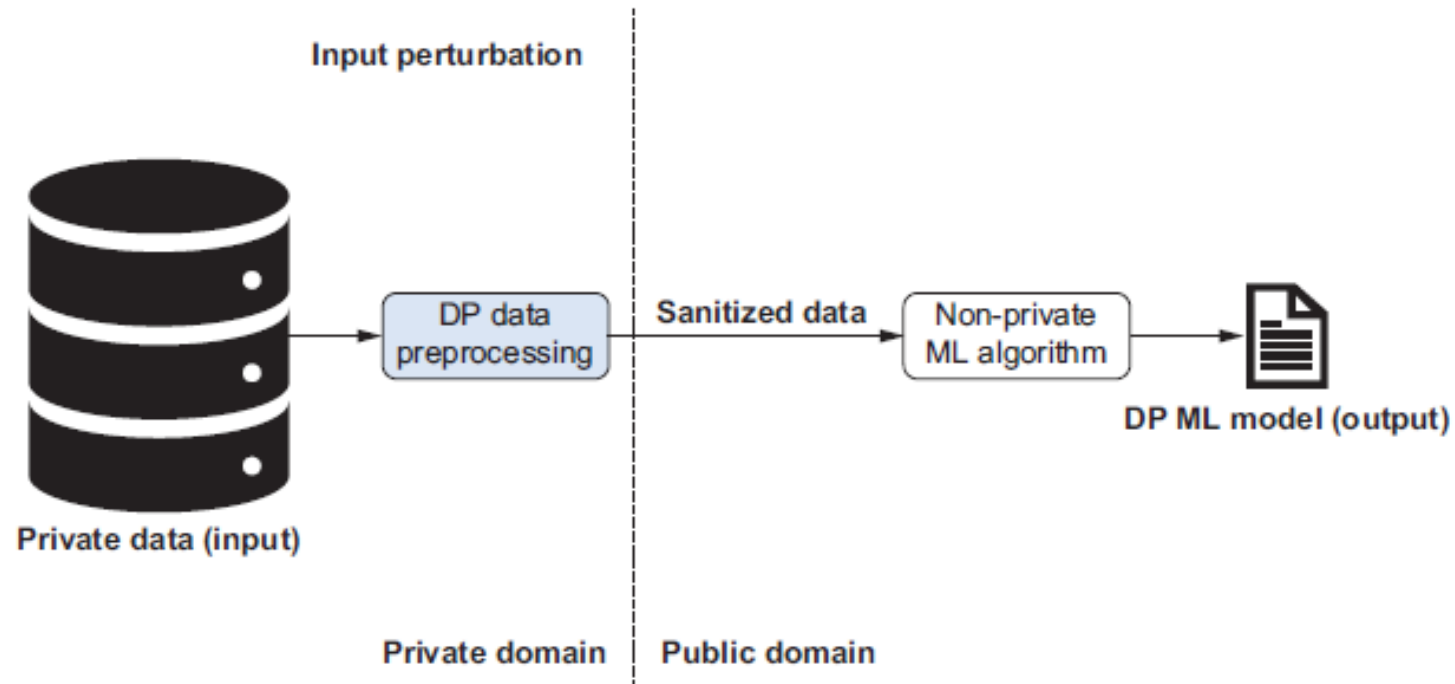 Input perturbation
DP data
preprocessing
Sanitized data
Non-private
ML algorithm
DP ML model (output)
Private data (input)
Private domain
Public domain